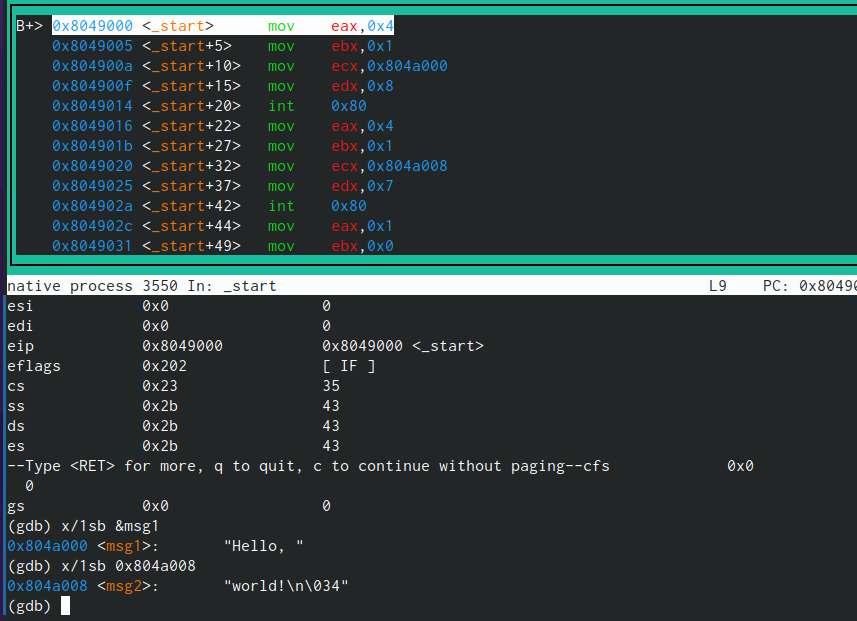 B+> 0x8049000 <_start> mov eax,0x4
0x8049005 <_start+5> mov ebx,0x1
0x804900a <_start+10> mov ecx,0x804a000
0x804900f <_start+15> mov edx,0x8
0x8049014 <_start+20> int 0x80
0x8049016 <_start+22> mov eax,0x4
0x804901b <_start+27> mov ebx,0x1
0x8049020 <_start+32> mov ecx,0x804a008
0x8049025 <_start+37> mov edx,0x7
0x804902a <_start+42> int 0x80
0x804902c <_start+44> mov eax,0x1
0x8049031 <_start+49> mov ebx,0x0
native process 3550 In: _start L9 PC: 0x80490
esi 0x0 0
edi 0x0 0
eip 0x8049000 0x8049000 <_start>
eflags 0x202 [ IF ]
cs 0x23 35
ss 0x2b 43
ds 0x2b 43
es 0x2b 43
--Type <RET> for more, q to quit, c to continue without paging--cfs 0x0
0
gs 0x0 0
(gdb) x/1sb &msg1
0x804a000 <msg1>: "Hello, "
(gdb) x/1sb 0x804a008
0x804a008 <msg2>: "world!\n\034"
(gdb)